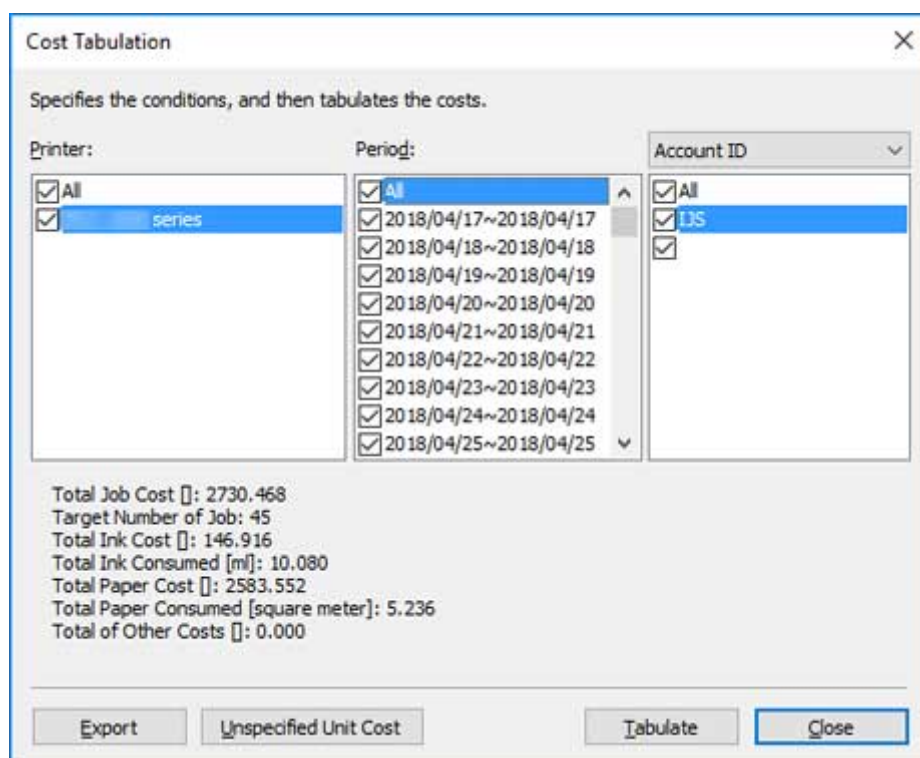 Cost Tabulation
Specifies the conditions, and then tabulates the costs.
Printer:
All
series
Period:
All
2018/04/17~2018/04/17
2018/04/18~2018/04/18
2018/04/19~2018/04/19
2018/04/20~2018/04/20
2018/04/21~2018/04/21
2018/04/22~2018/04/22
2018/04/23~2018/04/23
2018/04/24~2018/04/24
2018/04/25~2018/04/25
Account ID
All
IJS
Total Job Cost []: 2730.468
Target Number of Job: 45
Total Ink Cost []: 146.916
Total Ink Consumed [ml]: 10.080
Total Paper Cost []: 2583.552
Total Paper Consumed [square meter]: 5.236
Total of Other Costs []: 0.000
Export
Unspecified Unit Cost
Tabulate
Close